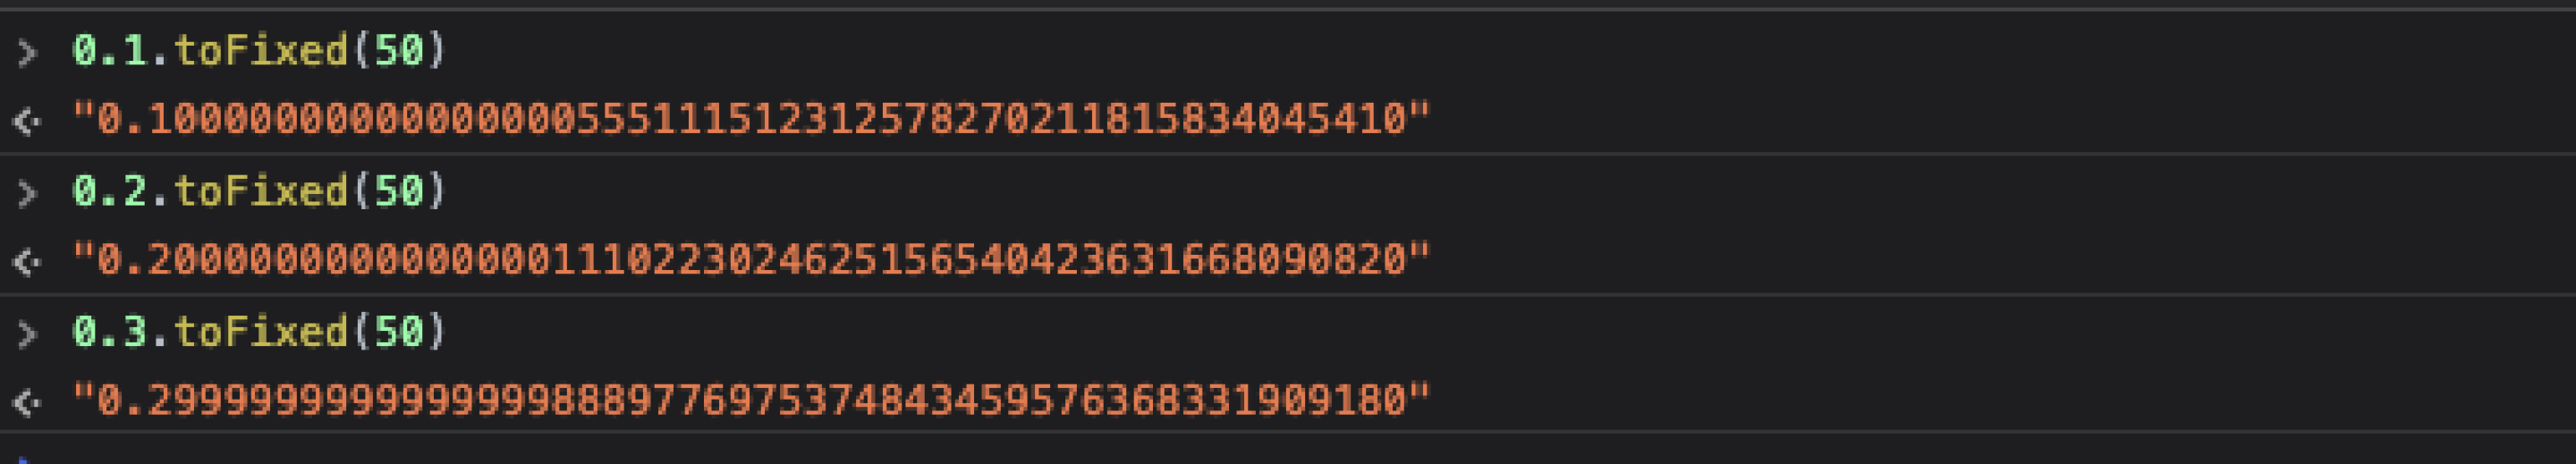 > 0.1.toFixed(50)
"0.10000000000000000555111512312578270211815834045410"
> 0.2.toFixed(50)
"0.20000000000000001110223024625156540423631668090820"
> 0.3.toFixed(50)
"0.29999999999999998889776975374843459576368331909180"